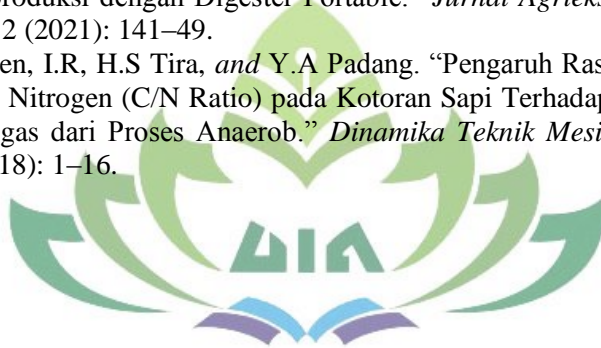 produksi dengan Digester Portable." Jurnal Agrieks
2 (2021): 141–49.
en, I.R, H.S Tira, and Y.A Padang. "Pengaruh Ras
Nitrogen (C/N Ratio) pada Kotoran Sapi Terhadap
gas dari Proses Anaerob." Dinamika Teknik Mesi
18): 1–16.
UIN